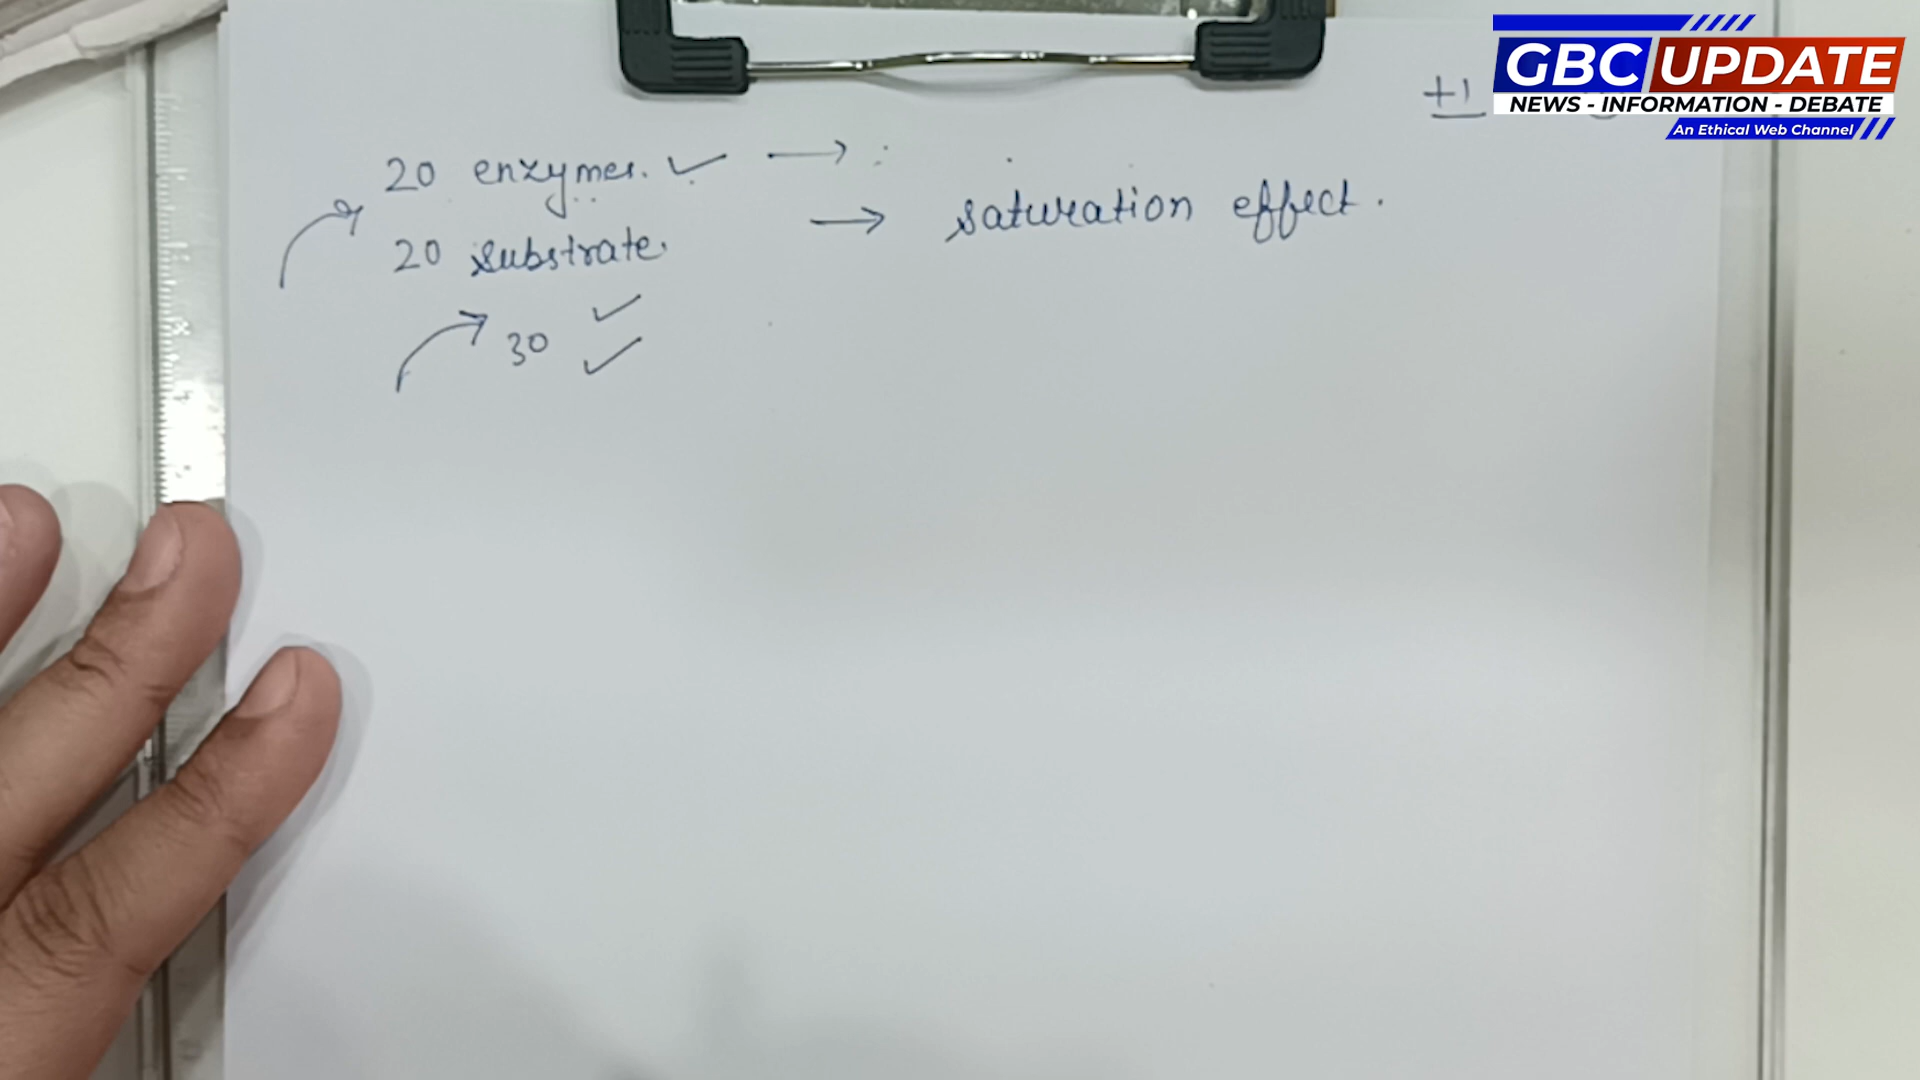 GBC UPDATE
NEWS - INFORMATION - DEBATE
An Ethical Web Channel
+1
20 enzymes. ✓ → :
→ saturation effect.
20 substrate.
✓
30 ✓